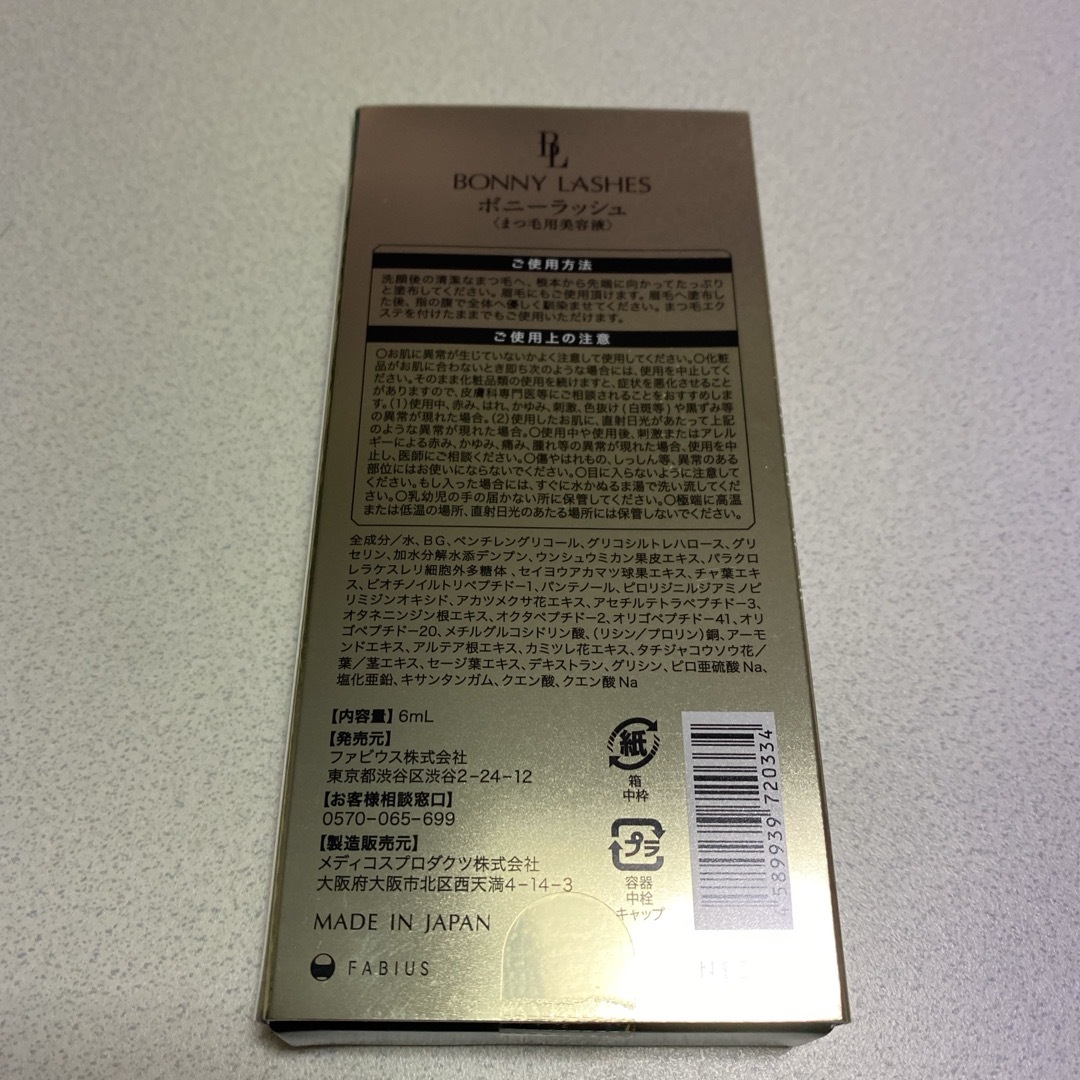 BL
BONNY LASHES
ボニーラッシュ
〈まつ毛用美容液〉
ご使用方法
洗顔後の清潔なまつ毛へ、根本から先端に向かってたっぷり
と塗布してください。眉毛にもご使用頂けます。眉毛へ塗布し
た後、指の腹で全体へ優しく馴染ませてください。まつ毛エク
ステを付けたままでもご使用いただけます。
ご使用上の注意
〇お肌に異常が生じていないかよく注意して使用してください。〇化粧
品がお肌に合わないとき即ち次のような場合には、使用を中止してく
ださい。そのまま化粧品類の使用を続けますと、症状を悪化させること
がありますので、皮膚科専門医等にご相談されることをおすすめしま
す。(1)使用中、赤み、はれ、かゆみ、刺激、色抜け(白斑等)や黒ずみ等
の異常が現れた場合。(2)使用したお肌に、直射日光があたって上記
のような異常が現れた場合。〇使用中や使用後、刺激またはアレル
ギーによる赤み、かゆみ、痛み、腫れ等の異常が現れた場合、使用を中
止し、医師にご相談ください。〇傷やはれもの、しっしん等、異常のある
部位にはお使いにならないでください。〇目に入らないように注意して
ください。もし入った場合には、すぐに水かぬるま湯で洗い流してくだ
さい。〇乳幼児の手の届かない所に保管してください。〇極端に高温
または低温の場所、直射日光のあたる場所には保管しないでください。
全成分/水、BG、ペンチレングリコール、グリコシルトレハロース、グリ
セリン、加水分解水添デンプン、ウンシュウミカン果皮エキス、パラクロ
レラケスレリ細胞外多糖体、セイヨウアカマツ球果エキス、チャ葉エキ
ス、ビオチノイルトリペプチド-1、パンテノール、ピロリジニルジアミノピ
リミジンオキシド、アカツメクサ花エキス、アセチルテトラペプチド-3、
オタネニンジン根エキス、オクタペプチド-2、オリゴペプチド-41、オリ
ゴペプチド-20、メチルグルコシドリン酸、(リシン/プロリン)銅、アーモ
ンドエキス、アルテア根エキス、カミツレ花エキス、タチジャコウソウ花/
葉/茎エキス、セージ葉エキス、デキストラン、グリシン、ピロ亜硫酸Na、
塩化亜鉛、キサンタンガム、クエン酸、クエン酸Na
【内容量】6mL
【発売元】
ファビウス株式会社
東京都渋谷区渋谷2-24-12
【お客様相談窓口】
0570-065-699
【製造販売元】
メディコスプロダクツ株式会社
大阪府大阪市北区西天満4-14-3
MADE IN JAPAN
FABIUS
紙
箱
中枠
プラ
容器
中栓
キャップ
4 589939 720334